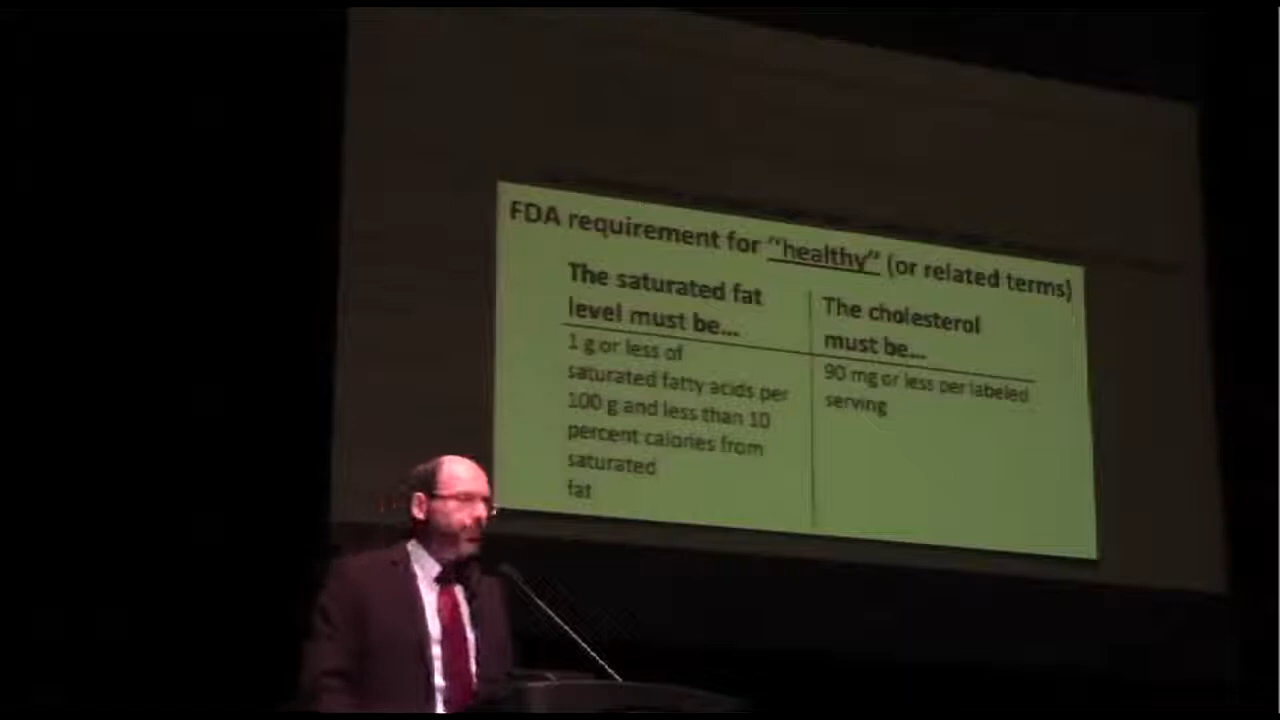 FDA requirement for “healthy” (or related terms)
The saturated fat
level must be...
1 g or less of
saturated fatty acids per
100 g and less than 10
percent calories from
saturated
fat
The cholesterol
must be...
90 mg or less per labeled
serving